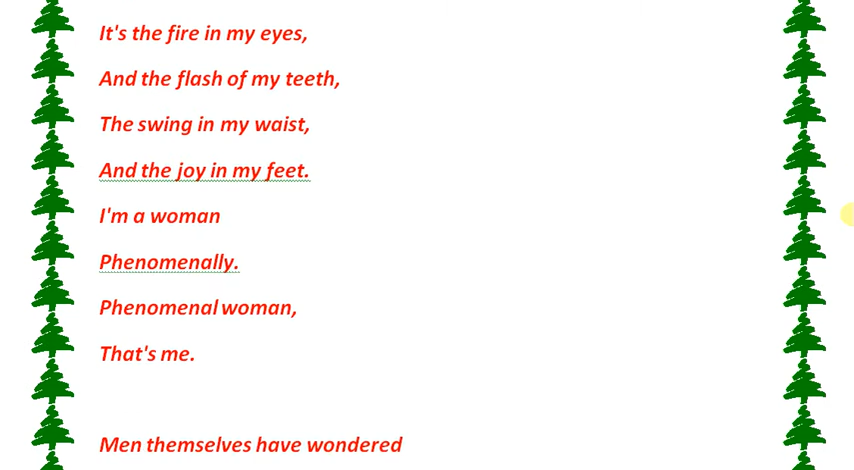 It's the fire in my eyes,
And the flash of my teeth,
The swing in my waist,
And the joy in my feet.
I'm a woman
Phenomenally.
Phenomenal woman,
That's me.
Men themselves have wondered